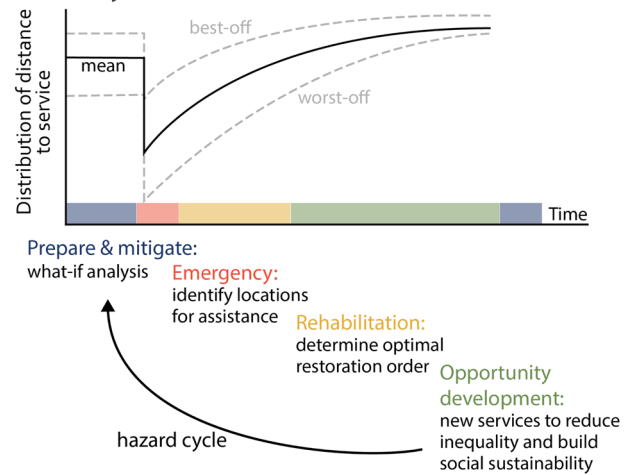 Distribution of distance
to service
best-off
mean
worst-off
Time
Prepare & mitigate:
what-if analysis
Emergency:
identify locations
for assistance
Rehabilitation:
determine optimal
restoration order
Opportunity
development:
new services to reduce
inequality and build
social sustainability
hazard cycle